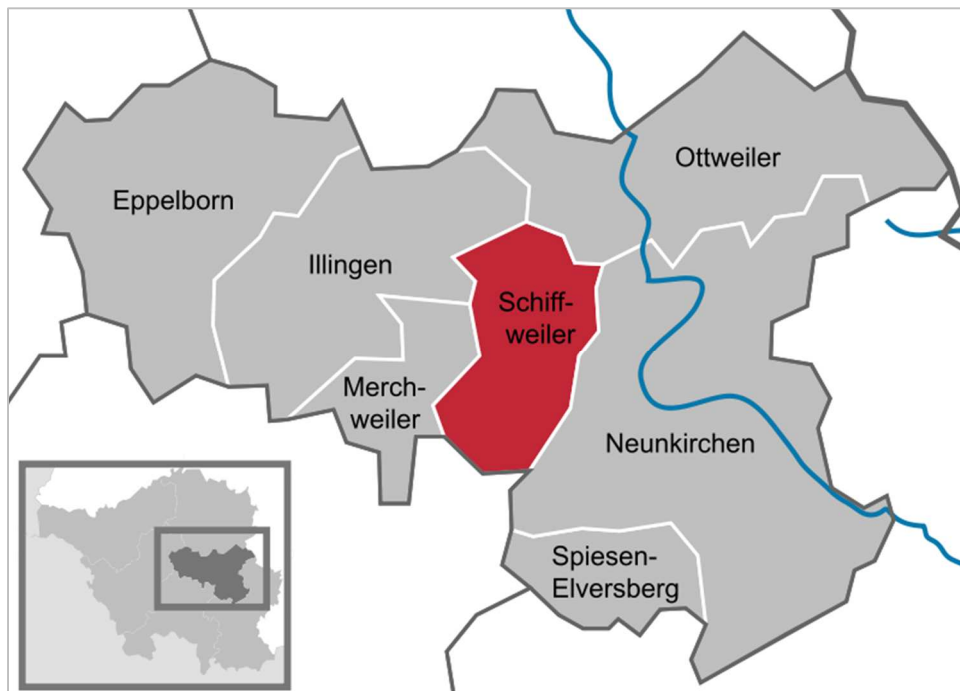 Ottweiler
Eppelborn
Illingen
Schiff-
weiler
Merch-
weiler
Neunkirchen
Spiesen-
Elversberg